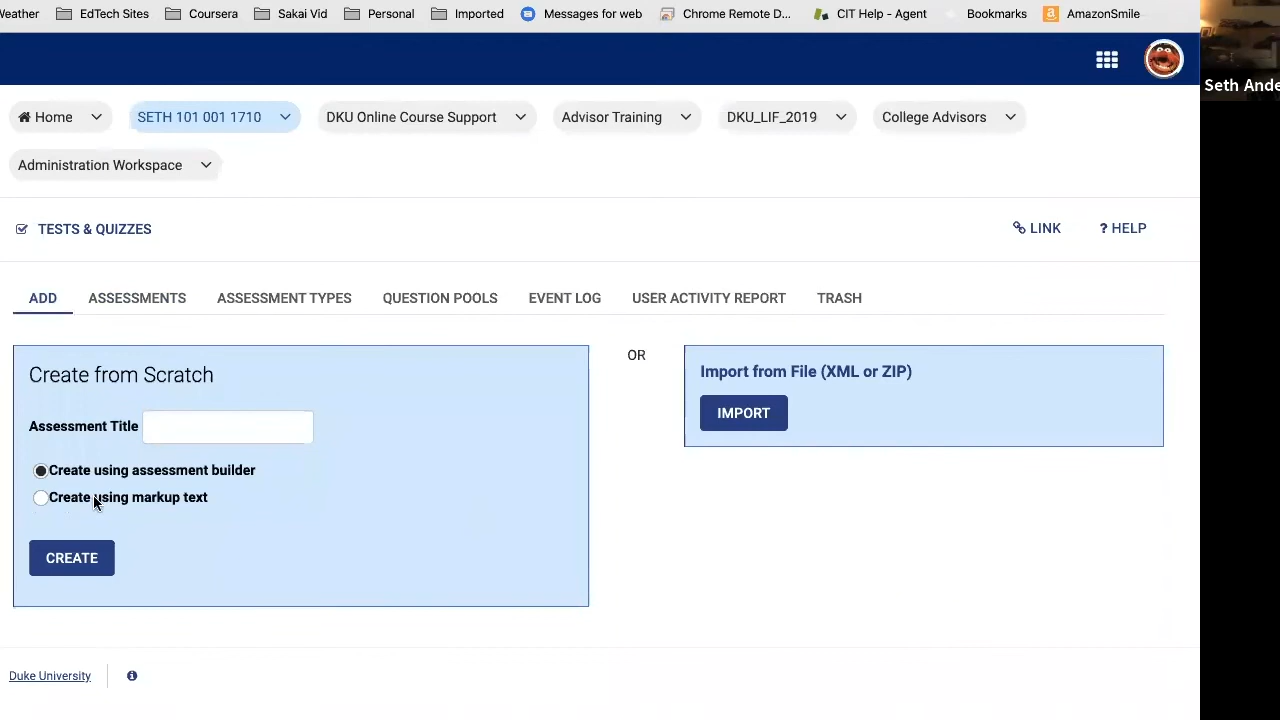 Weather EdTech Sites Coursera Sakai Vid Personal Imported Messages for web Chrome Remote D... CIT Help - Agent Bookmarks AmazonSmile
Seth Ande
Home SETH 101 001 1710 DKU Online Course Support Advisor Training DKU_LIF_2019 College Advisors
Administration Workspace
TESTS & QUIZZES LINK ? HELP
ADD ASSESSMENTS ASSESSMENT TYPES QUESTION POOLS EVENT LOG USER ACTIVITY REPORT TRASH
Create from Scratch
Assessment Title
Create using assessment builder
Create using markup text
CREATE
OR
Import from File (XML or ZIP)
IMPORT
Duke University